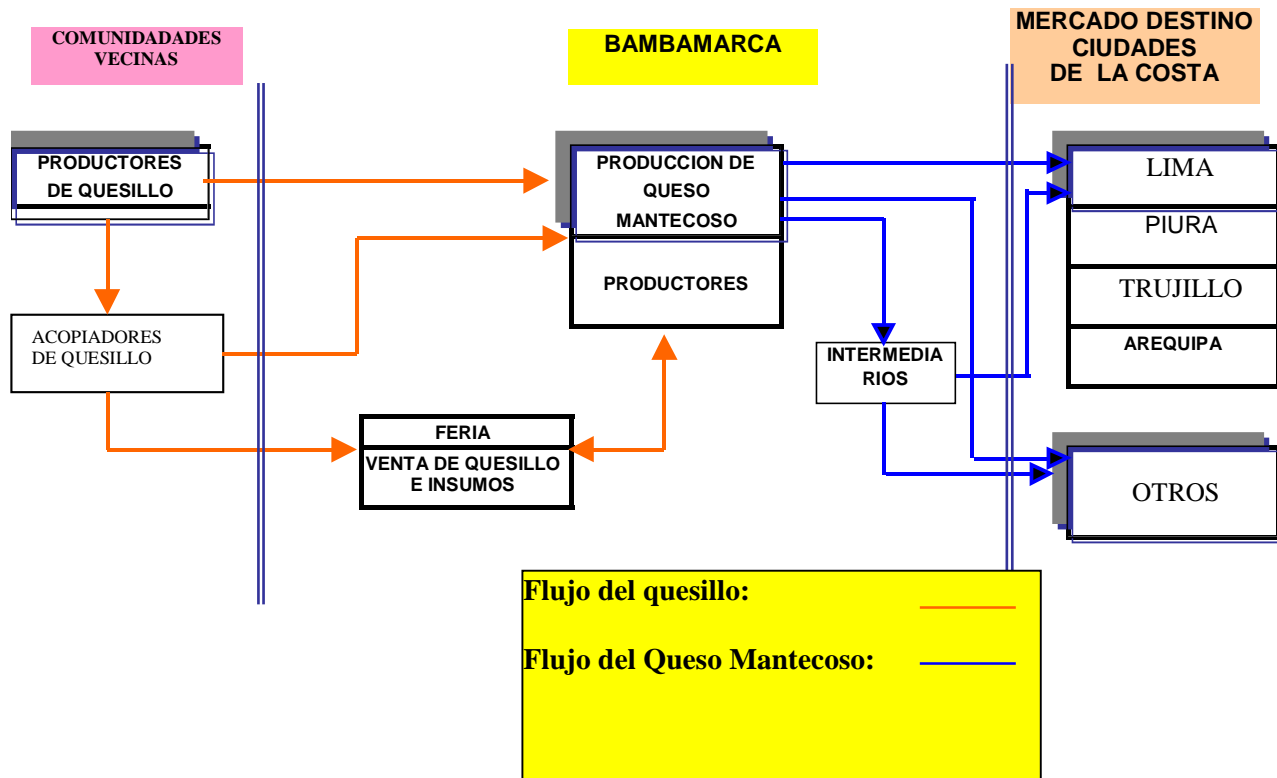 COMUNIDADADES
VECINAS
BAMBAMARCA
MERCADO DESTINO
CIUDADES
DE LA COSTA
PRODUCTORES
DE QUESILLO
ACOPIADORES
DE QUESILLO
PRODUCCION DE
QUESO
MANTECOSO
PRODUCTORES
FERIA
VENTA DE QUESILLO
E INSUMOS
INTERMEDIA
RIOS
LIMA
PIURA
TRUJILLO
AREQUIPA
OTROS
Flujo del quesillo:
Flujo del Queso Mantecoso: